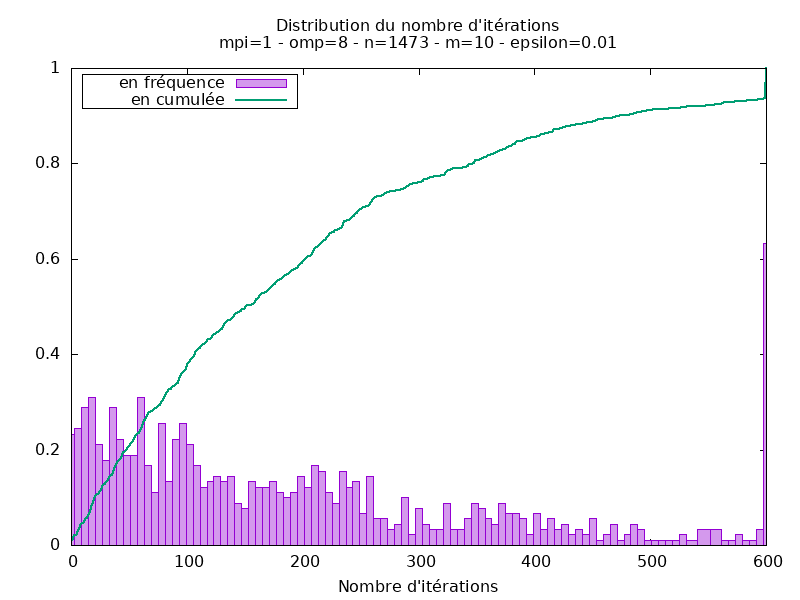 Distribution du nombre d'itérations
mpi=1 - omp=8 - n=1473 - m=10 - epsilon=0.01
1
en fréquence
en cumulée
0.8
0.6
0.4
0.2
0
0 100 200 300 400 500 600
Nombre d'itérations